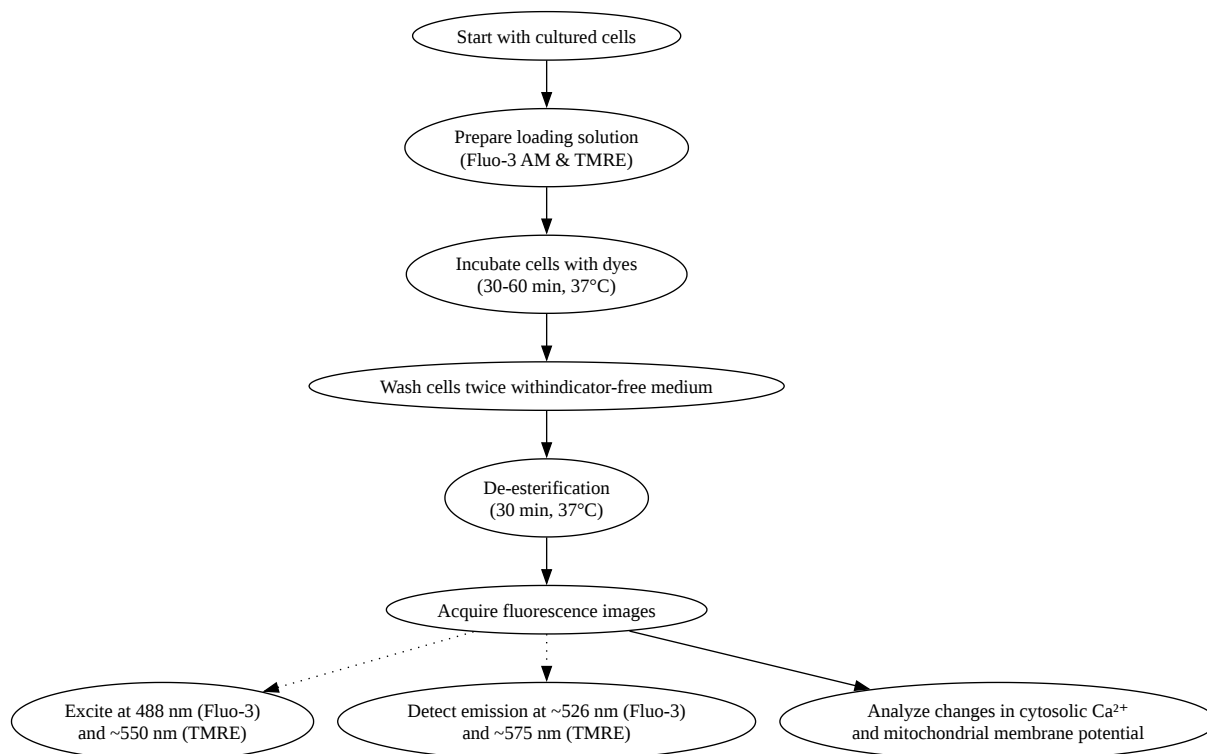 Start with cultured cells
Prepare loading solution
(Fluo-3 AM & TMRE)
Incubate cells with dyes
(30-60 min, 37°C)
Wash cells twice withindicator-free medium
De-esterification
(30 min, 37°C)
Acquire fluorescence images
Excite at 488 nm (Fluo-3)
and ~550 nm (TMRE)
Detect emission at ~526 nm (Fluo-3)
and ~575 nm (TMRE)
Analyze changes in cytosolic Ca²⁺
and mitochondrial membrane potential